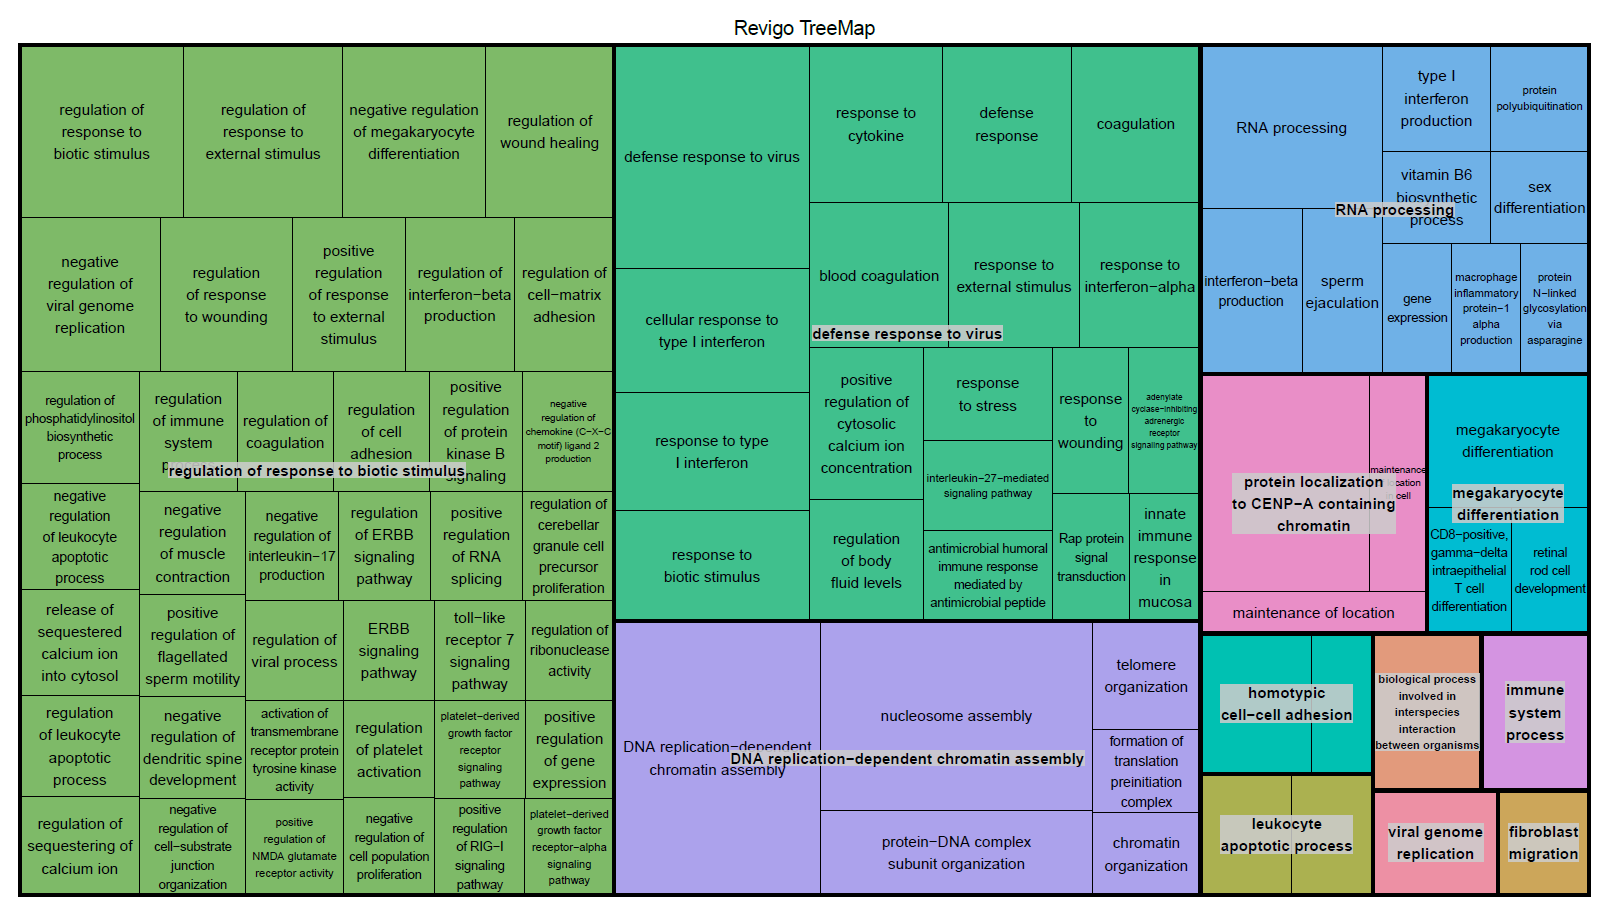 Revigo TreeMap
regulation of
response to
biotic stimulus
regulation of
response to
external stimulus
negative regulation
of megakaryocyte
differentiation
regulation of
wound healing
negative
regulation of
viral genome
replication
regulation
of response
to wounding
positive
regulation
of response
to external
stimulus
regulation of
interferon−beta
production
regulation of
cell−matrix
adhesion
regulation of
phosphatidylinositol
biosynthetic
process
regulation
of immune
system
regulation of
coagulation
regulation
of cell
adhesion
positive
regulation
of protein
kinase B
signaling
negative
regulation of
chemokine (C−X−C
motif) ligand 2
production
regulation of response to biotic stimulus
negative
regulation
of leukocyte
apoptotic
process
negative
regulation
of muscle
contraction
negative
regulation of
interleukin−17
production
regulation
of ERBB
signaling
pathway
positive
regulation
of RNA
splicing
regulation of
cerebellar
granule cell
precursor
proliferation
release of
sequestered
calcium ion
into cytosol
positive
regulation of
flagellated
sperm motility
regulation of
viral process
ERBB
signaling
pathway
toll−like
receptor 7
signaling
pathway
regulation of
ribonuclease
activity
regulation
of leukocyte
apoptotic
process
negative
regulation of
dendritic spine
development
activation of
transmembrane
receptor protein
tyrosine kinase
activity
regulation
of platelet
activation
platelet−derived
growth factor
receptor
signaling
pathway
positive
regulation
of gene
expression
regulation of
sequestering of
calcium ion
negative
regulation of
cell−substrate
junction
organization
positive
regulation of
NMDA glutamate
receptor activity
negative
regulation of
cell population
proliferation
positive
regulation
of RIG−I
signaling
pathway
platelet−derived
growth factor
receptor−alpha
signaling
pathway
defense response to virus
response to
cytokine
defense
response
coagulation
cellular response to
type I interferon
blood coagulation
response to
external stimulus
response to
interferon−alpha
defense response to virus
response to type
I interferon
positive
regulation of
cytosolic
calcium ion
concentration
response
to stress
response
to
wounding
adenylate
cyclase−inhibiting
adrenergic
receptor
signaling pathway
interleukin−27−mediated
signaling pathway
response to
biotic stimulus
regulation
of body
fluid levels
antimicrobial humoral
immune response
mediated by
antimicrobial peptide
Rap protein
signal
transduction
innate
immune
response
in
mucosa
DNA replication−dependent
chromatin assembly
nucleosome assembly
telomere
organization
formation of
translation
preinitiation
complex
DNA replication−dependent chromatin assembly
protein−DNA complex
subunit organization
chromatin
organization
RNA processing
type I
interferon
production
protein
polyubiquitination
vitamin B6
biosynthetic
process
sex
differentiation
RNA processing
interferon−beta
production
sperm
ejaculation
gene
expression
macrophage
inflammatory
protein−1
alpha
production
protein
N−linked
glycosylation
via
asparagine
protein localization
to CENP−A containing
chromatin
maintenance
location
cell
maintenance of location
megakaryocyte
differentiation
megakaryocyte
differentiation
CD8−positive,
gamma−delta
intraepithelial
T cell
differentiation
retinal
rod cell
development
homotypic
cell−cell adhesion
biological process
involved in
interspecies
interaction
between organisms
immune
system
process
leukocyte
apoptotic process
viral genome
replication
fibroblast
migration